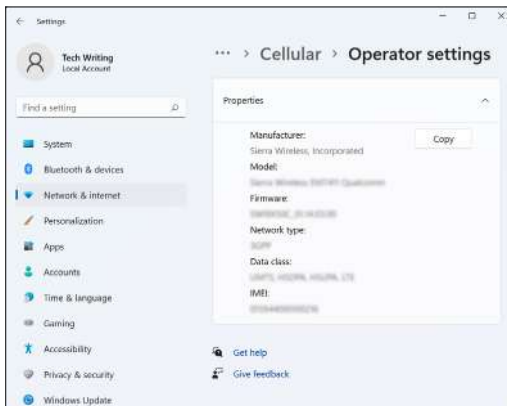 Settings
Tech Writing
Local Account
Find a setting
System
Bluetooth & devices
Network & internet
Personalization
Apps
Accounts
Time & language
Gaming
Accessibility
Privacy & security
Windows Update
... > Cellular > Operator settings
Properties
Copy
Manufacturer:
Sierra Wireless, Incorporated
Model:
Firmware:
Network type:
Data class:
IMEI:
Get help
Give feedback